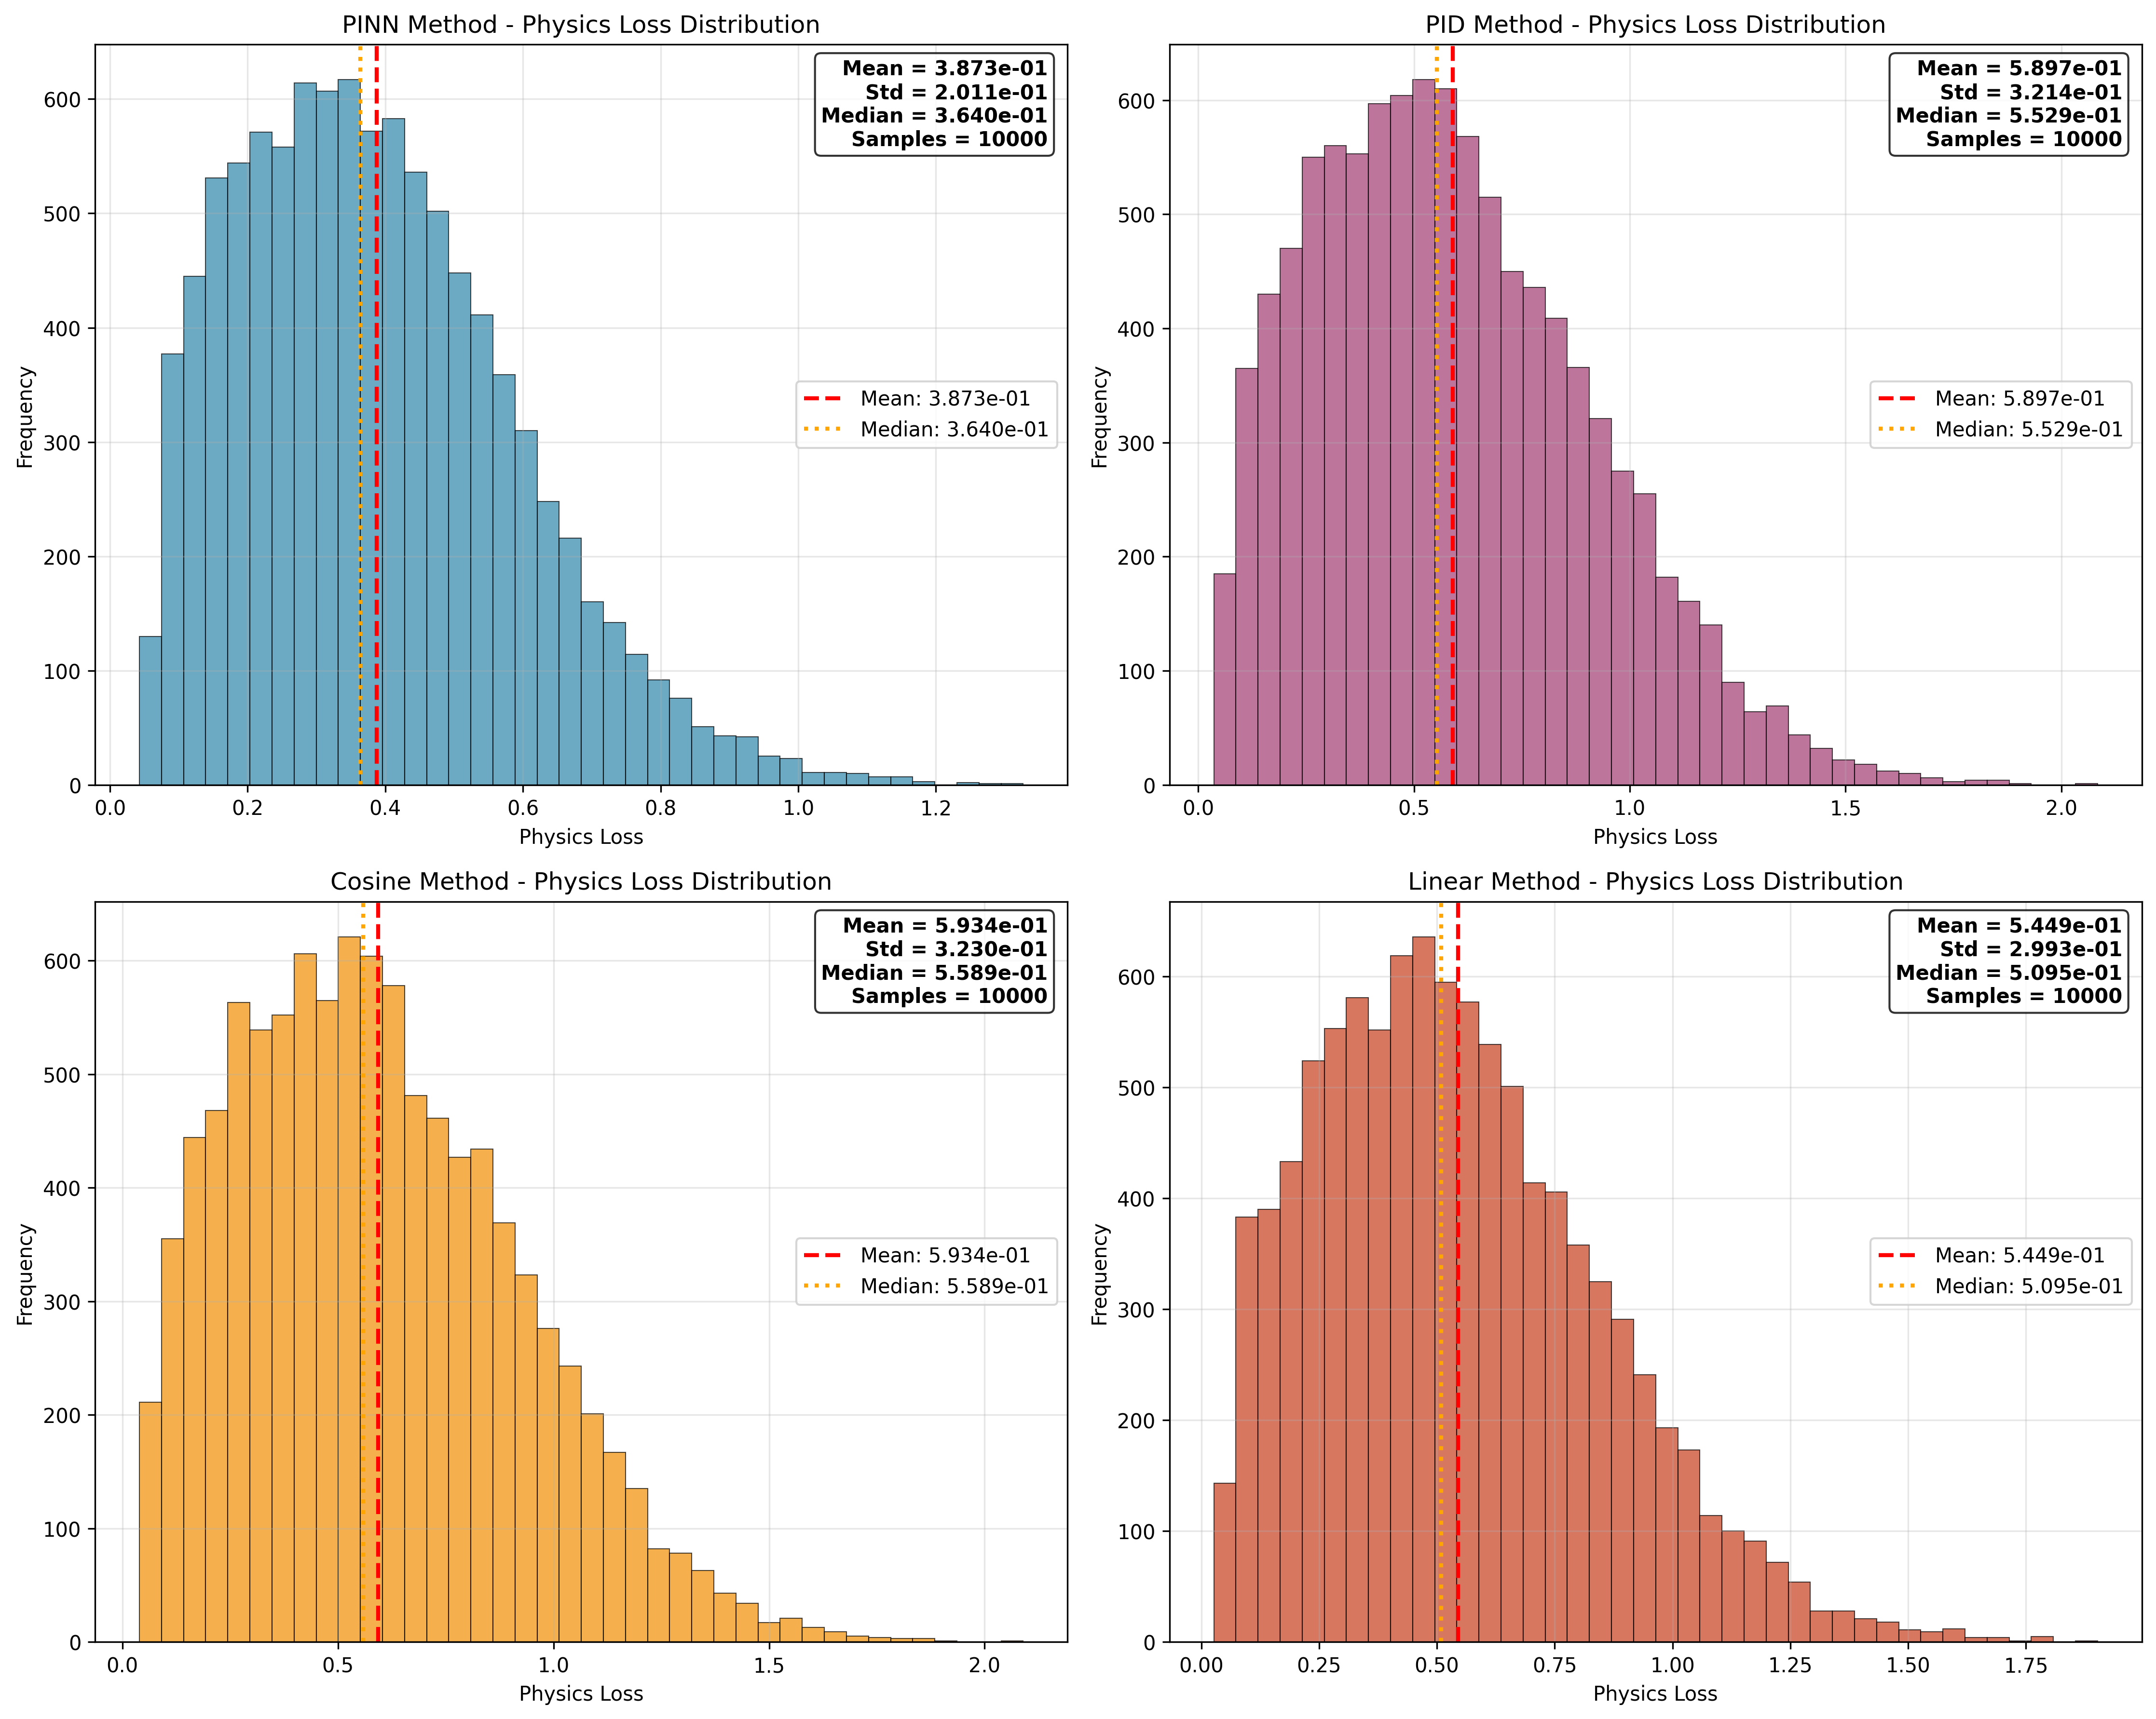 PINN Method - Physics Loss Distribution
Mean = 3.873e-01
Std = 2.011e-01
Median = 3.640e-01
Samples = 10000
Mean: 3.873e-01
Median: 3.640e-01
Frequency
600
500
400
300
200
100
0
0.0 0.2 0.4 0.6 0.8 1.0 1.2
Physics Loss
PID Method - Physics Loss Distribution
Mean = 5.897e-01
Std = 3.214e-01
Median = 5.529e-01
Samples = 10000
Mean: 5.897e-01
Median: 5.529e-01
Frequency
600
500
400
300
200
100
0
0.0 0.5 1.0 1.5 2.0
Physics Loss
Cosine Method - Physics Loss Distribution
Mean = 5.934e-01
Std = 3.230e-01
Median = 5.589e-01
Samples = 10000
Mean: 5.934e-01
Median: 5.589e-01
Frequency
600
500
400
300
200
100
0
0.0 0.5 1.0 1.5 2.0
Physics Loss
Linear Method - Physics Loss Distribution
Mean = 5.449e-01
Std = 2.993e-01
Median = 5.095e-01
Samples = 10000
Mean: 5.449e-01
Median: 5.095e-01
Frequency
600
500
400
300
200
100
0
0.00 0.25 0.50 0.75 1.00 1.25 1.50 1.75
Physics Loss